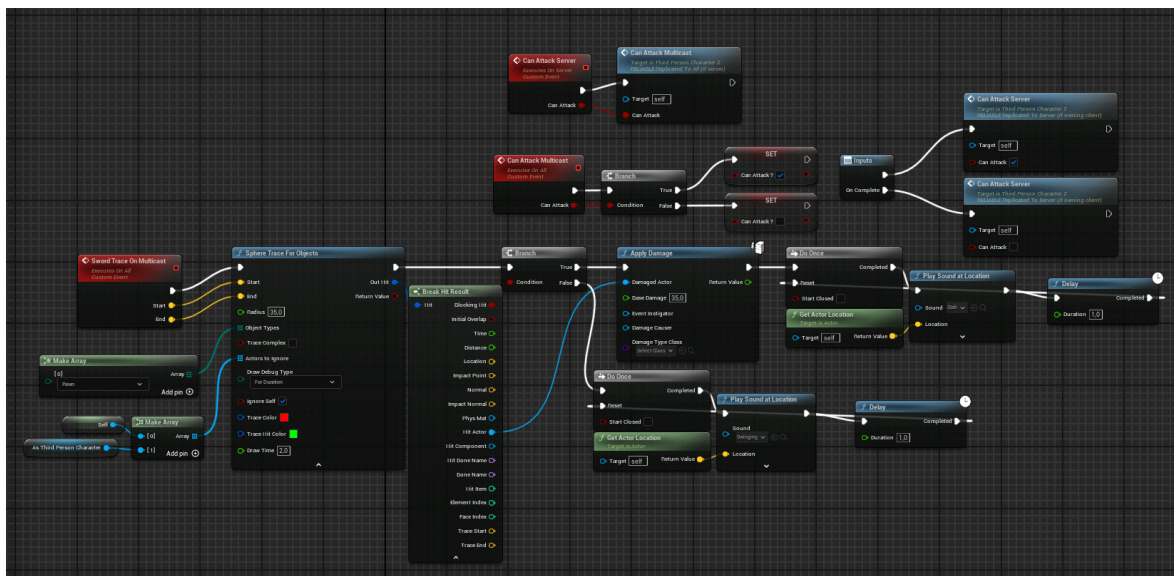 Can Attack Server
Executes On Server
Custom Event
Can Attack
Can Attack Multicast
Target is Third Person Character 2
RELIABLE Replicated To All (if server)
Target self
Can Attack
Can Attack Server
Target is Third Person Character 2
RELIABLE Replicated To Server (if owning client)
Target self
Can Attack
Can Attack Multicast
Executes On All
Custom Event
Can Attack
Branch
True
Condition
False
SET
Can Attack ?
SET
Can Attack ?
Inputs
On Complete
Can Attack Server
Target is Third Person Character 2
RELIABLE Replicated To Server (if owning client)
Target self
Can Attack
Sword Trace On Multicast
Executes On All
Custom Event
Start
End
Sphere Trace For Objects
Start
Out Hit
End
Return Value
Radius 35,0
Object Types
Trace Complex
Actors to Ignore
Draw Debug Type
For Duration
Ignore Self
Trace Color
Trace Hit Color
Draw Time 2,0
Make Array
[0]
Array
Pawn
Add pin
Self
As Third Person Character
Make Array
[0]
Array
[1]
Add pin
Break Hit Result
Hit
Blocking Hit
Initial Overlap
Time
Distance
Location
Impact Point
Normal
Impact Normal
Phys Mat
Hit Actor
Hit Component
Hit Bone Name
Bone Name
Hit Item
Element Index
Face Index
Trace Start
Trace End
Branch
True
Condition
False
Apply Damage
Damaged Actor
Return Value
Base Damage 35,0
Event Instigator
Damage Causer
Damage Type Class
Select Class
Do Once
Completed
Reset
Start Closed
Get Actor Location
Target is Actor
Target self
Return Value
Play Sound at Location
Sound
Stab
Location
Delay
Completed
Duration 1,0
Do Once
Completed
Reset
Start Closed
Get Actor Location
Target is Actor
Target self
Return Value
Play Sound at Location
Sound
Swinging
Location
Delay
Completed
Duration 1,0